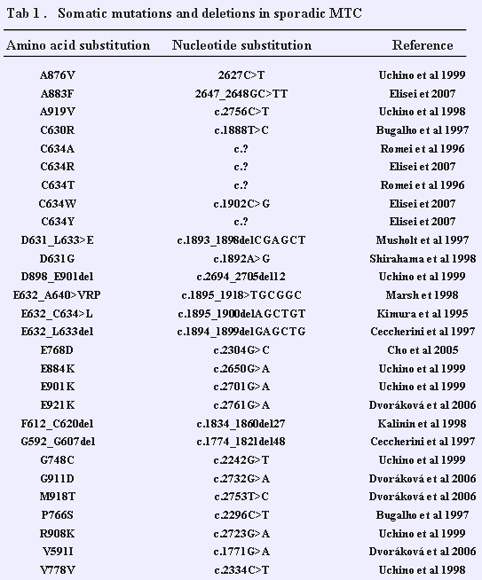 Tab 1 . Somatic mutations and deletions in sporadic MTC
Amino acid substitution Nucleotide substitution Reference
A876V 2627C>T Uchino et al 1999
A883F 2647_2648GC>TT Elisei et al 2007
A919V c.2756C>T Uchino et al 1998
C630R c.1888T>C Bugalho et al 1997
C634A c.? Romei et al 1996
C634R c.? Elisei et al 2007
C634T c.? Romei et al 1996
C634W c.1902C>G Elisei et al 2007
C634Y c.? Elisei et al 2007
D631_L633>E c.1893_1898delCGAGCT Musholt et al 1997
D631G c.1892A>G Shirahama et al 1998
D898_E901del c.2694_2705del12 Uchino et al 1999
E632_A640>VRP c.1895_1918>TGCGGC Marsh et al 1998
E632_C634>L c.1895_1900delAGCTGT Kimura et al 1995
E632_L633del c.1894_1899delGAGCTG Ceccherini et al 1997
E768D c.2304G>C Cho et al 2005
E884K c.2650G>A Uchino et al 1999
E901K c.2701G>A Uchino et al 1999
E921K c.2761G>A Dvoráková et al 2006
F612_C620del c.1834_1860del27 Kalinin et al 1998
G592_G607del c.1774_1821del48 Ceccherini et al 1997
G748C c.2242G>T Uchino et al 1999
G911D c.2732G>A Dvoráková et al 2006
M918T c.2753T>C Dvoráková et al 2006
P766S c.2296C>T Bugalho et al 1997
R908K c.2723G>A Uchino et al 1999
V591I c.1771G>A Dvoráková et al 2006
V778V c.2334C>T Uchino et al 1998